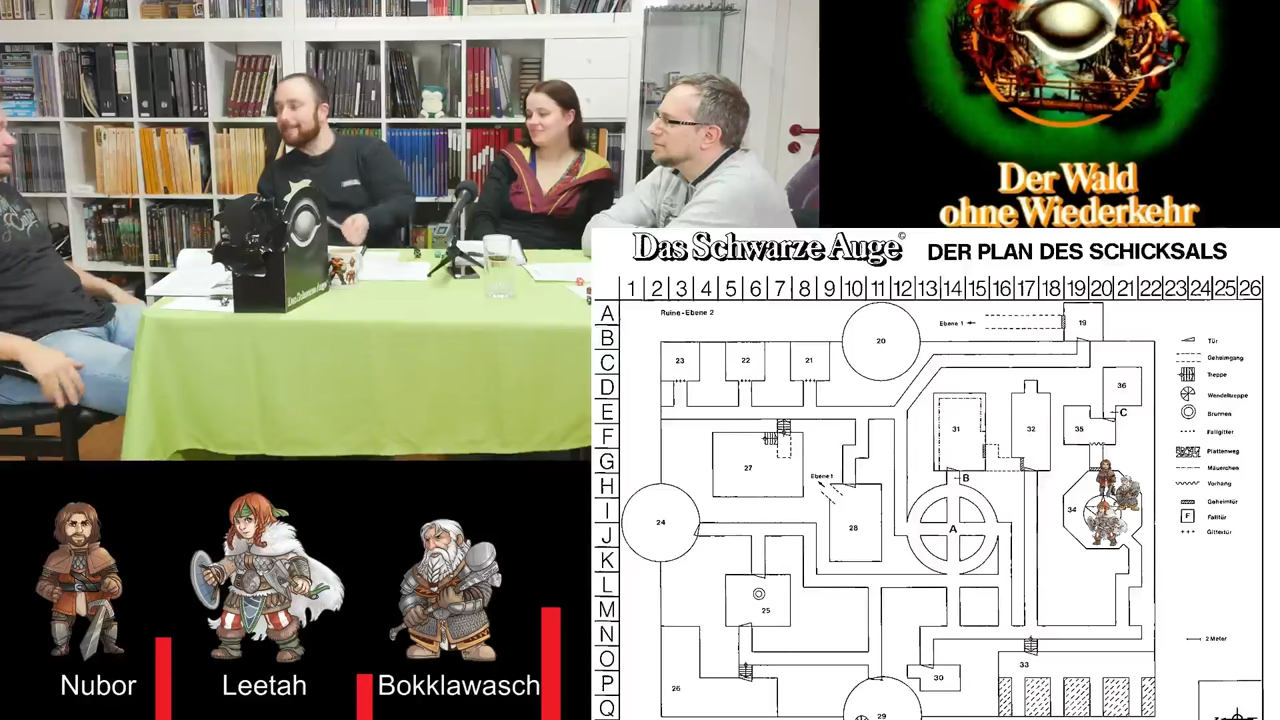 Der Wald
ohne Wiederkehr
Das Schwarze Auge© DER PLAN DES SCHICKSALS
1 2 3 4 5 6 7 8 9 10 11 12 13 14 15 16 17 18 19 20 21 22 23 24 25 26
A
B
C
D
E
F
G
H
I
J
K
L
M
N
O
P
Q
Ruine-Ebene 2
Ebene 1
19
20
23
22
21
36
C
31
32
35
27
Ebene 1
B
24
28
A
34
25
33
26
30
29
Tür
Geheimgang
Treppe
Wendeltreppe
Brunnen
Fallgitter
Plattenweg
Mäuerchen
Vorhang
Geheimtür
F Falltür
Gittertür
2 Meter
Nubor
Leetah
Bokklawasch
Das Schwarze Auge